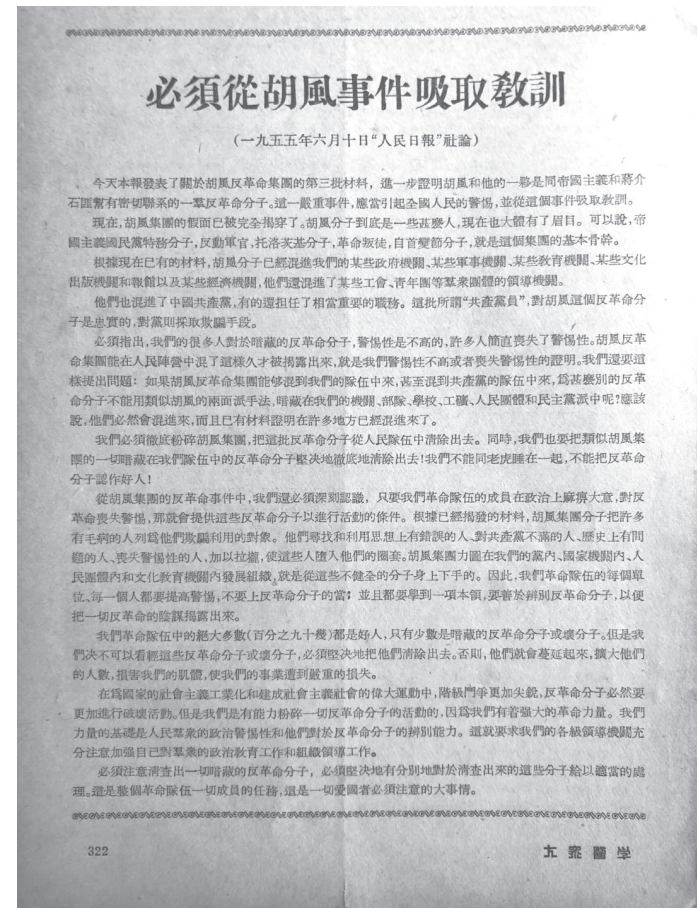 必須從胡風事件吸取教訓
(一九五五年六月十日“人民日報”社論)
今天本報發表了關於胡風反革命集團的第三批材料，進一步證明胡風和他的一夥是同帝國主義和蔣介
石匪幫有密切聯系的一羣反革命分子。這一嚴重事件，應當引起全國人民的警惕，並從這個事件吸取教訓。
現在，胡風集團的假面已被完全揭穿了。胡風分子到底是一些甚麽人，現在也大體有了眉目。可以說，帝
國主義國民黨特務分子，反動軍官，托洛茨基分子，革命叛徒，自首變節分子，就是這個集團的基本骨幹。
根據現在已有的材料，胡風分子已經混進我們的某些政府機關、某些軍事機關、某些教育機關、某些文化
出版機關和報館以及某些經濟機關，他們還混進了某些工會、青年團等羣衆團體的領導機關。
他們也混進了中國共產黨，有的還担任了相當重要的職務。這批所謂“共產黨員”，對胡風這個反革命分
子是忠實的，對黨則採取欺騙手段。
必須指出，我們的很多人對於暗藏的反革命分子，警惕性是不高的，許多人簡直喪失了警惕性。胡風反革
命集團能在人民陣營中混了這樣久才被揭露出來，就是我們警惕性不高或者喪失警惕性的證明。我們還要這
樣提出問題：如果胡風反革命集團能够混到我們的隊伍中來，甚至混到共產黨的隊伍中來，爲甚麽別的反革
命分子不能用類似胡風的兩面派手法，暗藏在我們的機關、部隊、學校、工礦、人民團體和民主黨派中呢？應該
說，他們必然會混進來，而且已有材料證明在許多地方已經混進來了。
我們必須徹底粉碎胡風集團，把這批反革命分子從人民隊伍中清除出去。同時，我們也要把類似胡風集
團的一切暗藏在我們隊伍中的反革命分子堅决地徹底地清除出去！我們不能同老虎睡在一起，不能把反革命
分子認作好人！
從胡風集團的反革命事件中，我們還必須深刻認識，只要我們革命隊伍的成員在政治上麻痹大意，對反
革命喪失警惕，那就會提供這些反革命分子以進行活動的條件。根據已經揭發的材料，胡風集團分子把許多
有毛病的人列爲他們欺騙利用的對象。他們尋找和利用思想上有錯誤的人、對共產黨不滿的人、歷史上有問
題的人、喪失警惕性的人，加以拉攏，使這些人墮入他們的圈套。胡風集團力圖在我們的黨內、國家機關內、人
民團體內和文化教育機關內發展組織，就是從這些不健全的分子身上下手的。因此，我們革命隊伍的每個單
位、每一個人都要提高警惕，不要上反革命分子的當；並且都要學到一項本領，要善於辨別反革命分子，以便
把一切反革命的陰謀揭露出來。
我們革命隊伍中的絕大多數(百分之九十幾)都是好人，只有少數是暗藏的反革命分子或壞分子。但是我
們决不可以看輕這些反革命分子或壞分子，必須堅决地把他們清除出去。否則，他們就會蔓延起來，擴大他們
的人數，損害我們的肌體，使我們的事業遭到嚴重的損失。
在爲國家的社會主義工業化和建成社會主義社會的偉大運動中，階級鬥爭更加尖銳，反革命分子必然要
更加進行破壞活動。但是我們是有能力粉碎一切反革命分子的活動的，因爲我們有着强大的革命力量。我們
力量的基礎是人民羣衆的政治警惕性和他們對於反革命分子的辨別能力。這就要求我們的各級領導機關充
分注意加强自己對羣衆的政治教育工作和組織領導工作。
必須注意清查出一切暗藏的反革命分子，必須堅决地有分別地對於清查出來的這些分子給以適當的處
理。這是整個革命隊伍一切成員的任務，這是一切愛國者必須注意的大事情。
322
大衆醫學